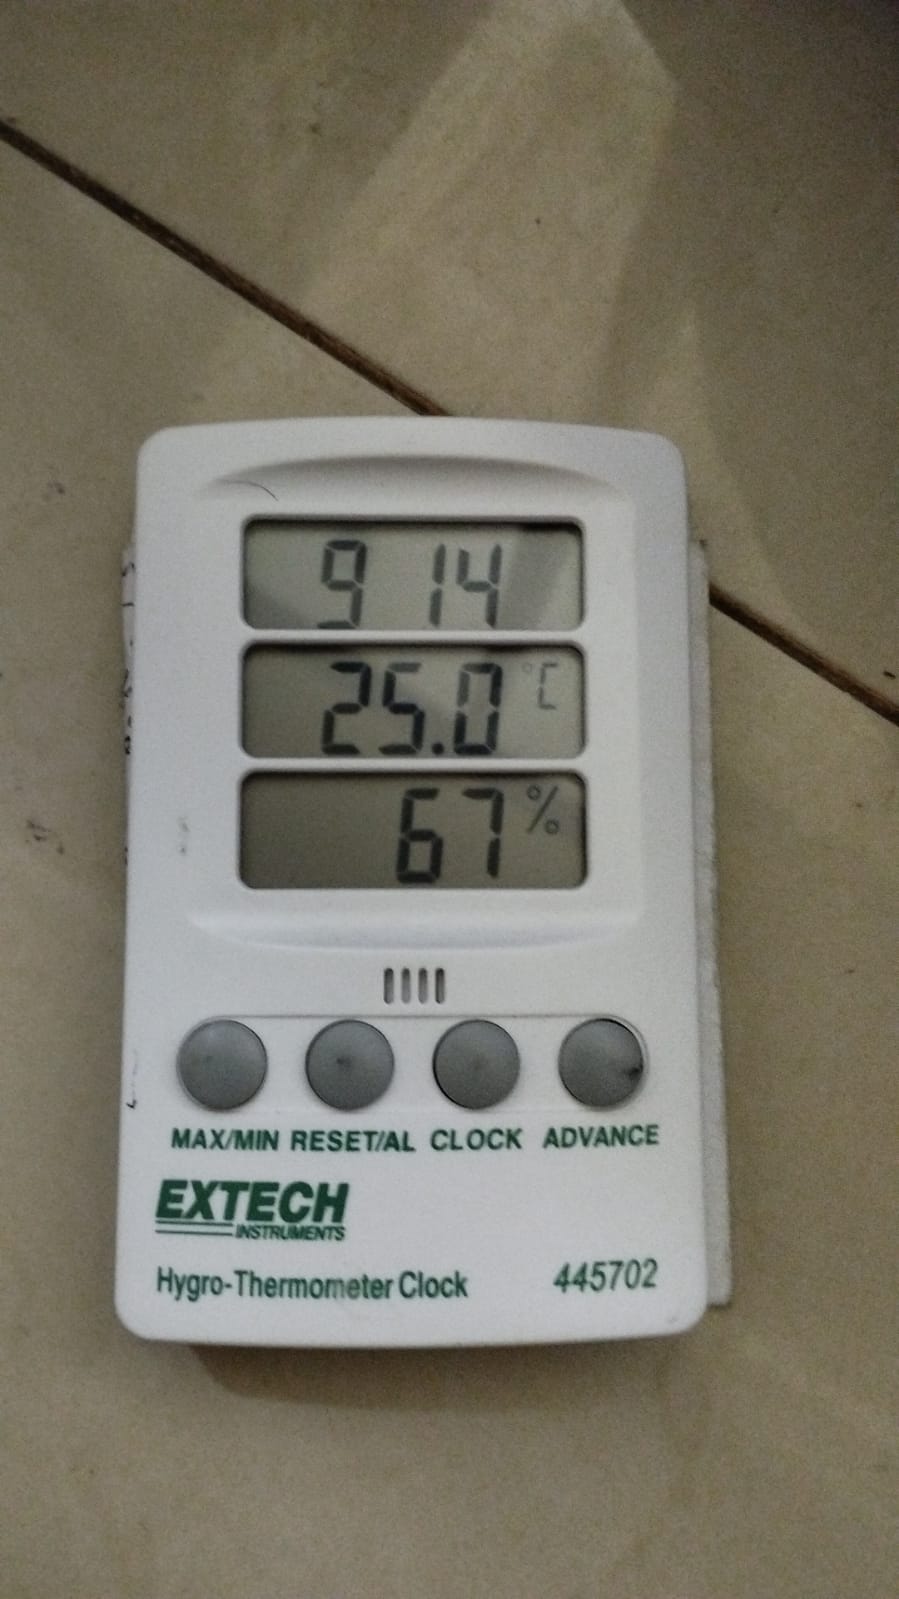 9 14
25.0 °C
67 %
MAX/MIN RESET/AL CLOCK ADVANCE
EXTECH
INSTRUMENTS
Hygro-Thermometer Clock 445702